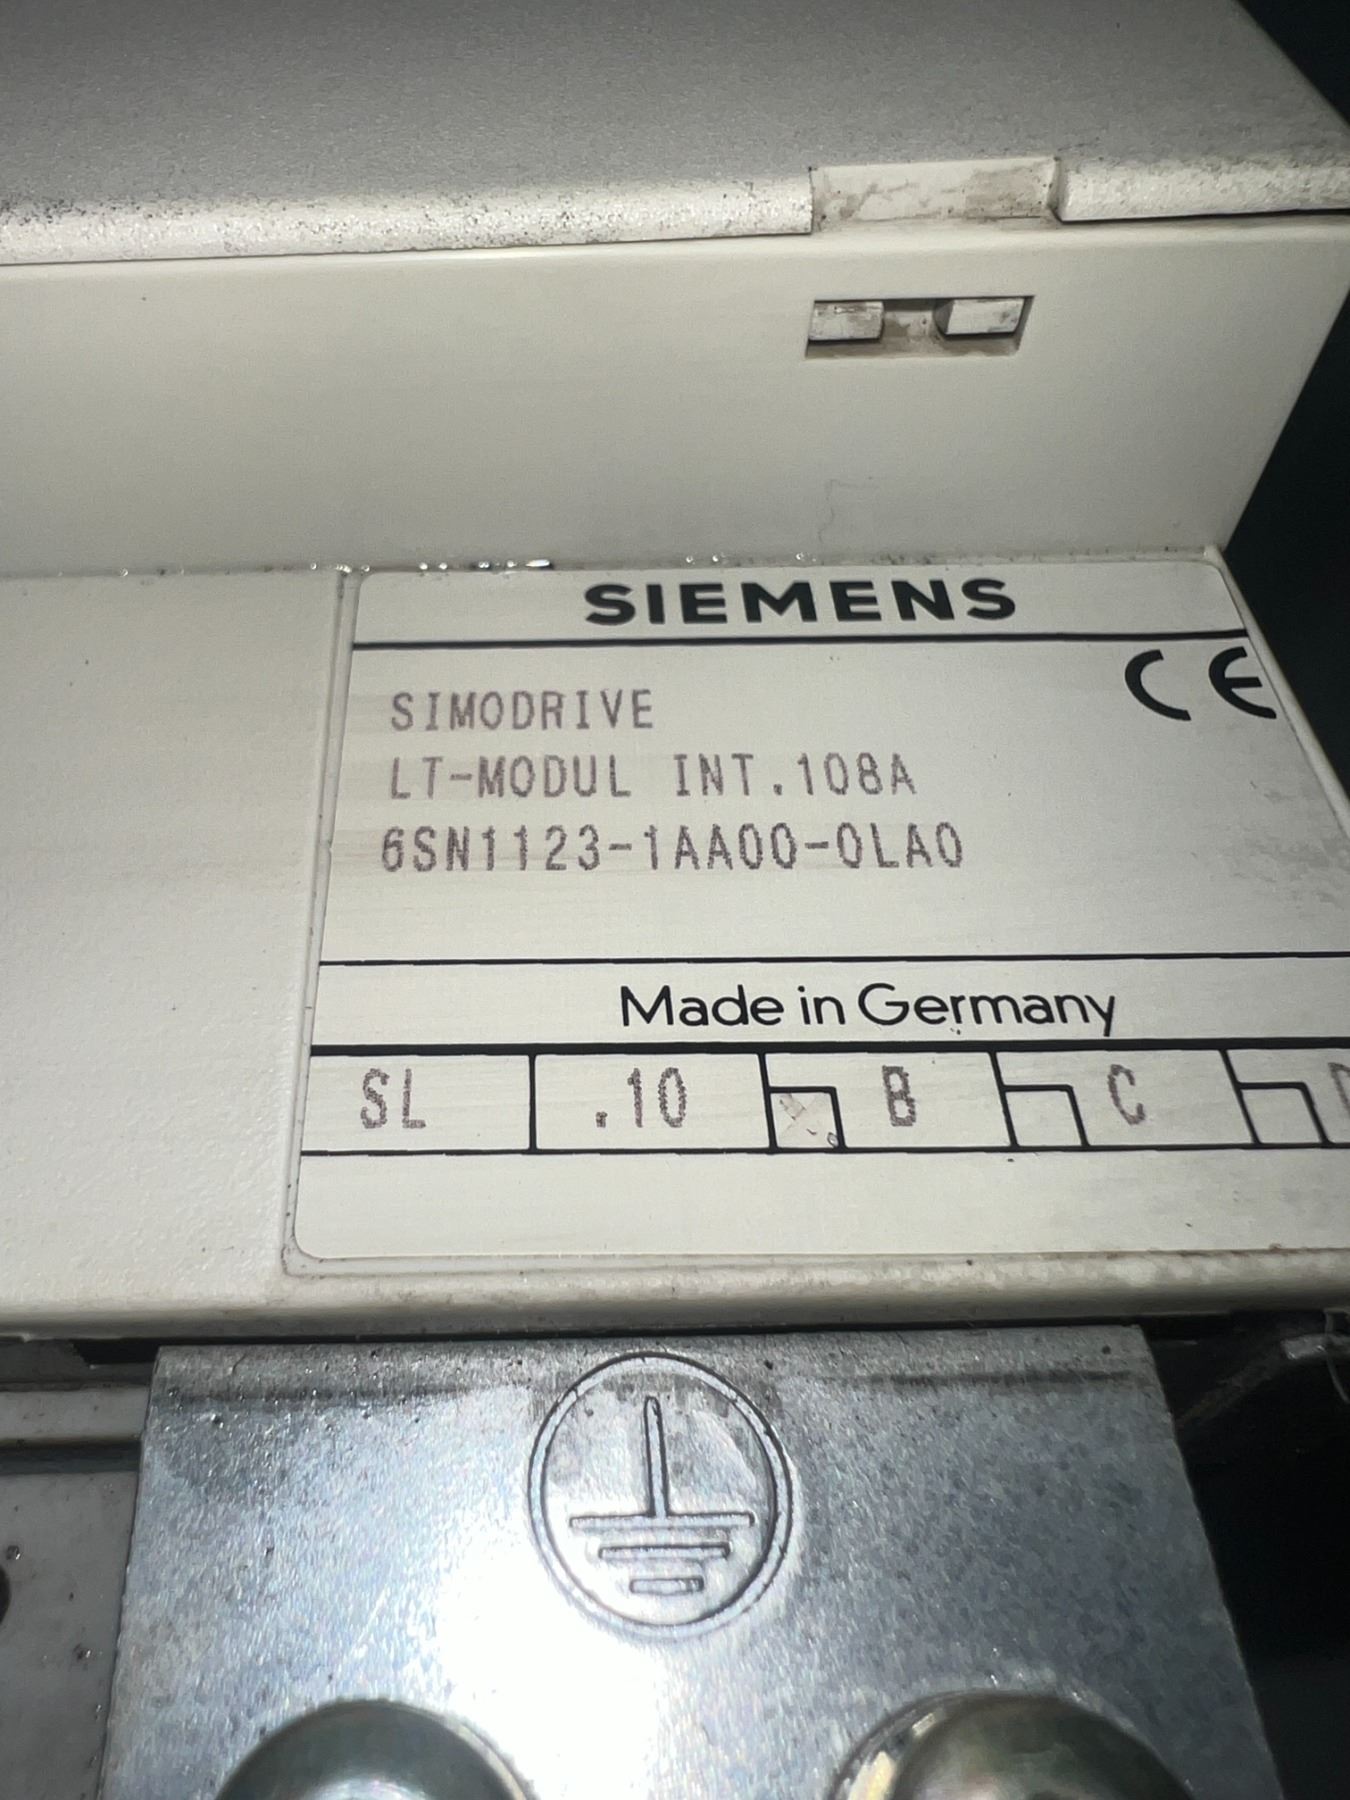 SIEMENS
CE
SIMODRIVE
LT-MODUL INT.108A
6SN1123-1AA00-0LA0
Made in Germany
SL .10 B C